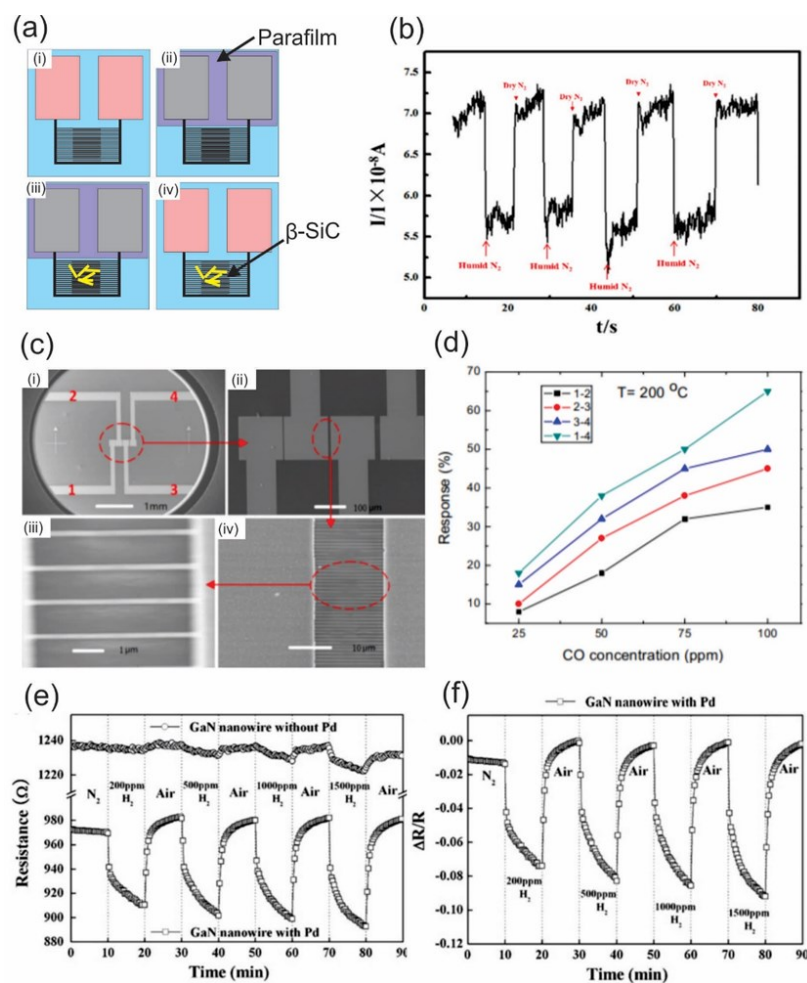 (a)
Parafilm
(i)
(ii)
(iii)
(iv)
β-SiC
(b)
I/1×10⁻⁸A
7.5
7.0
6.5
6.0
5.5
5.0
Dry N₂
Dry N₂
Dry N₂
Dry N₂
Humid N₂
Humid N₂
Humid N₂
Humid N₂
0
20
40
60
80
t/s
(c)
(i)
2
4
1
3
1mm
(ii)
100 μm
(iii)
1μm
(iv)
10 μm
(d)
Response (%)
70
60
50
40
30
20
10
1-2
2-3
3-4
1-4
T= 200 °C
25
50
75
100
CO concentration (ppm)
(e)
Resistance (Ω)
1240
1220
980
960
940
920
900
880
GaN nanowire without Pd
N₂
200ppm
H₂
Air
500ppm
H₂
Air
1000ppm
H₂
Air
1500ppm
H₂
Air
GaN nanowire with Pd
0 10 20 30 40 50 60 70 80 90
Time (min)
(f)
GaN nanowire with Pd
ΔR/R
0.00
-0.02
-0.04
-0.06
-0.08
-0.10
-0.12
N₂
Air
Air
Air
Air
200ppm
H₂
500ppm
H₂
1000ppm
H₂
1500ppm
H₂
0 10 20 30 40 50 60 70 80 90
Time (min)